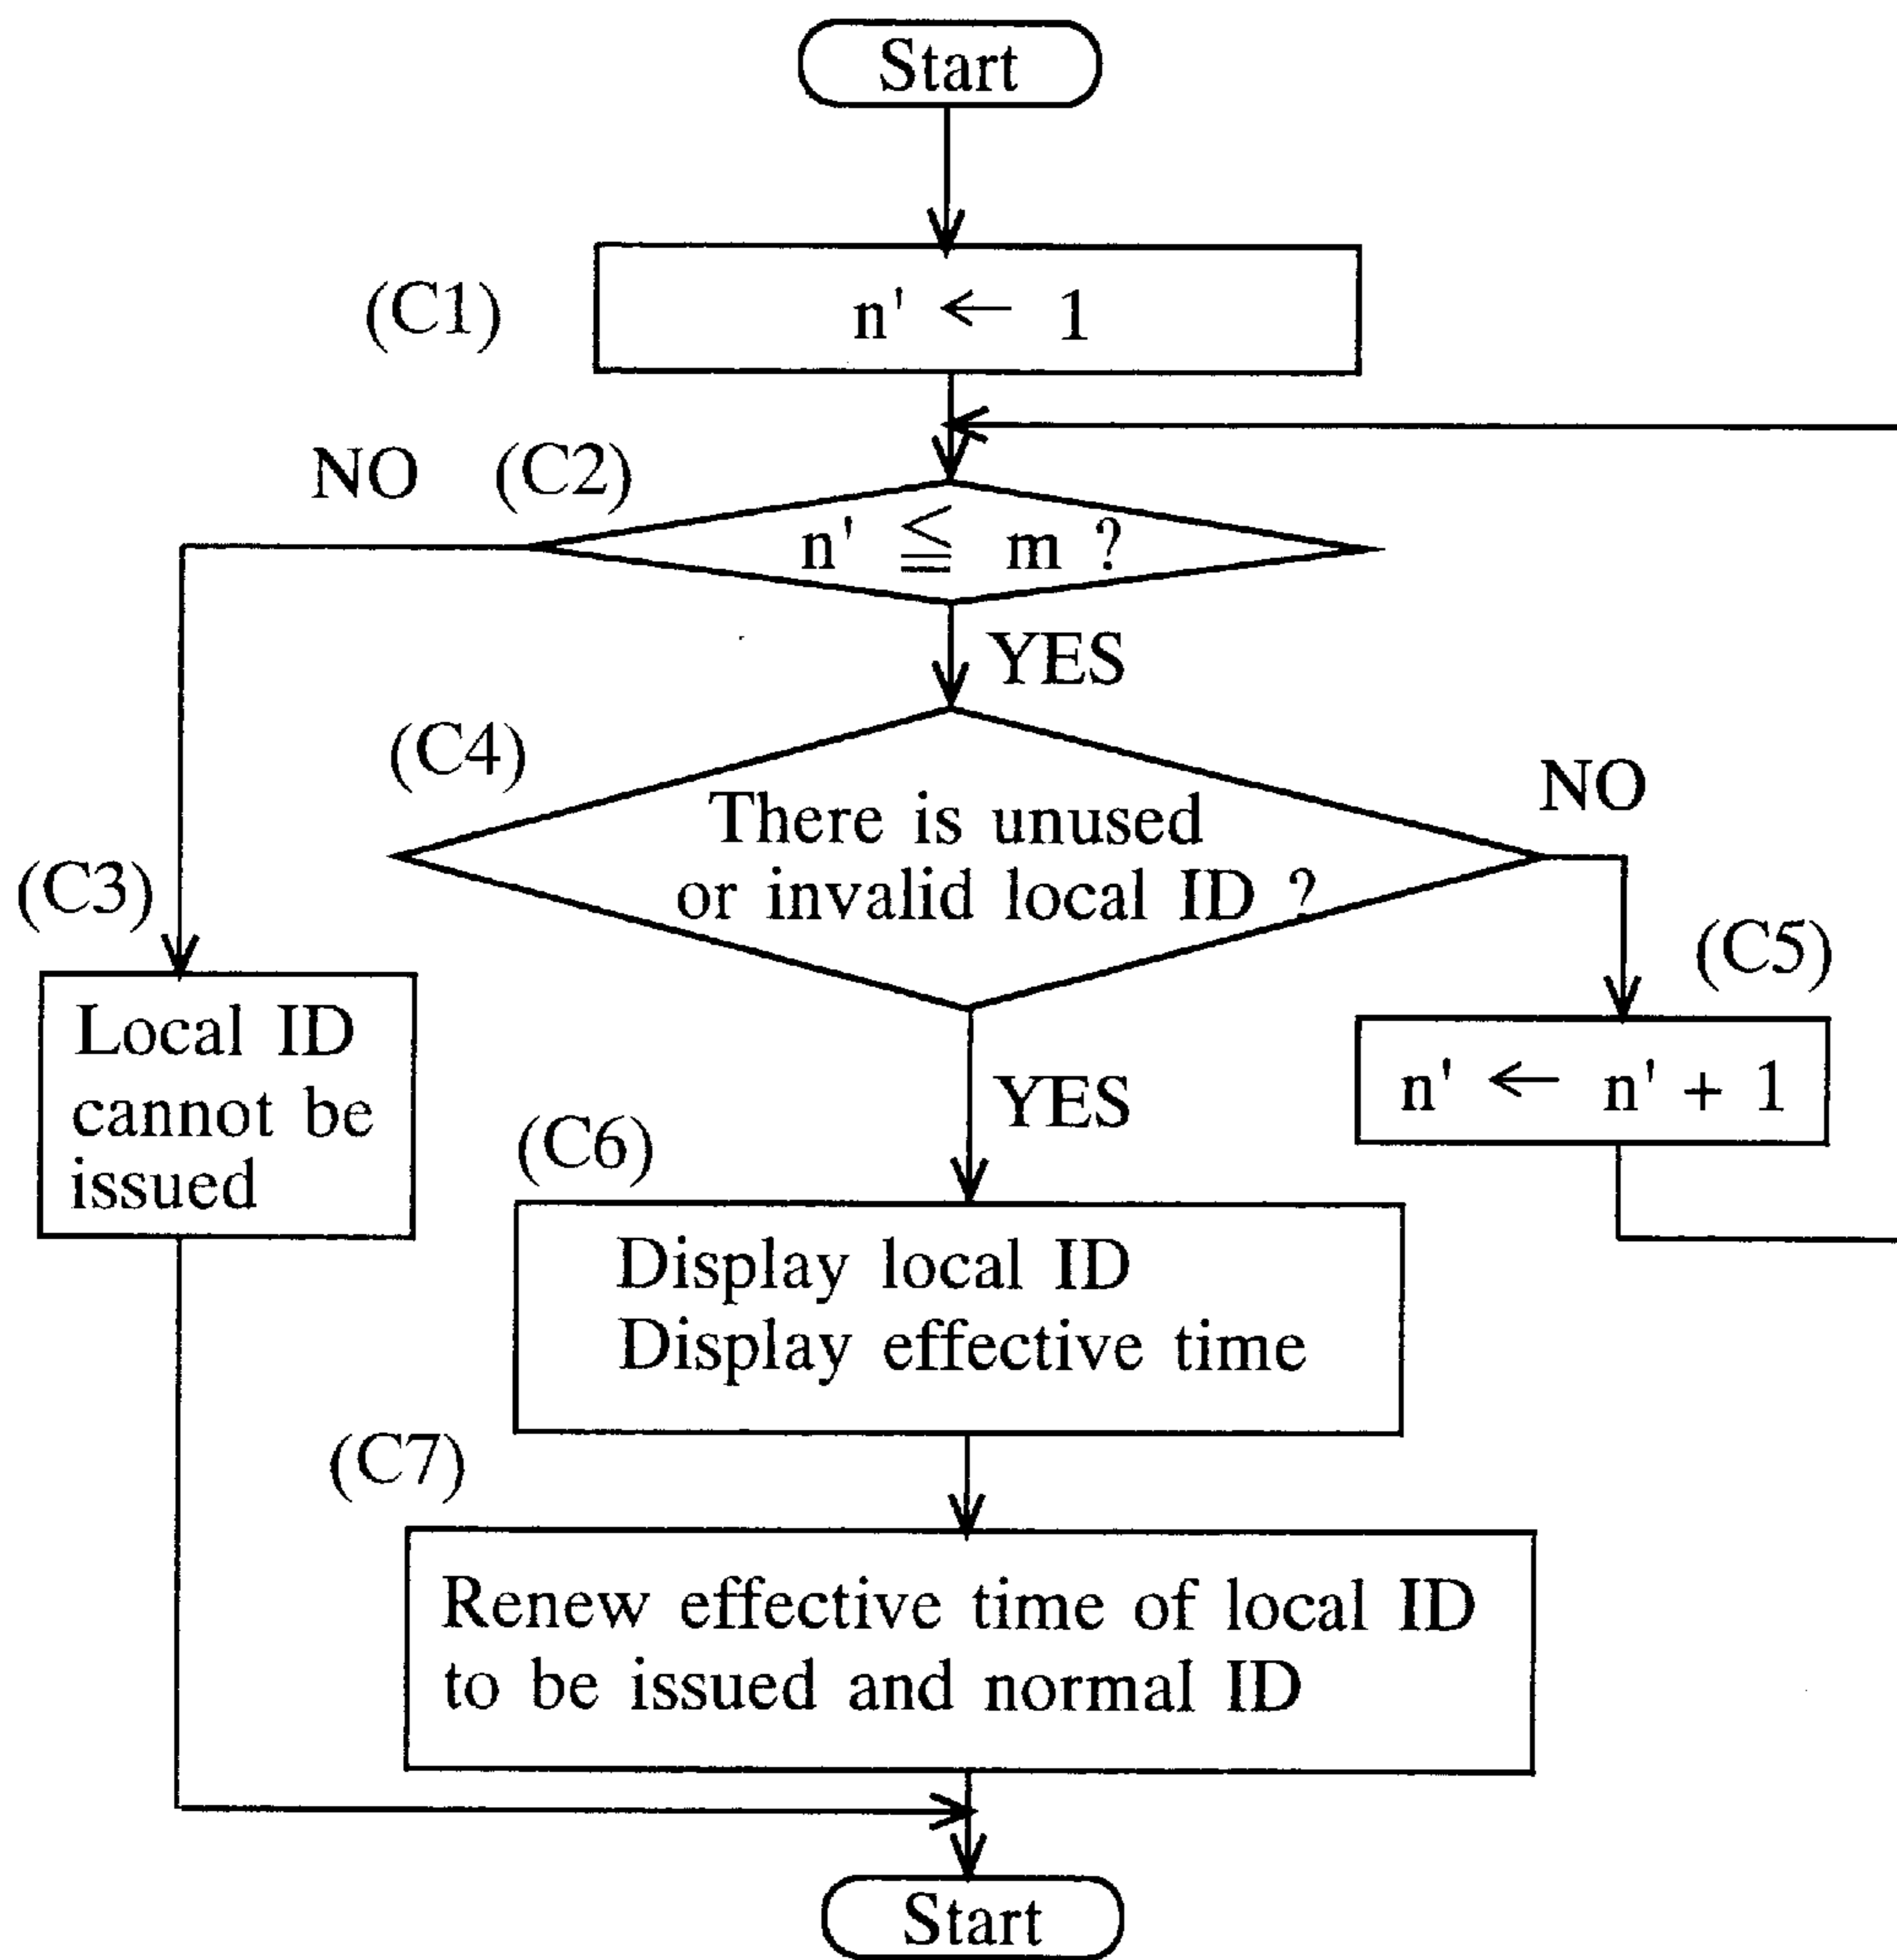 Start
(C1)
n' ← 1
NO (C2)
n' ≦ m ?
YES
(C4)
There is unused
or invalid local ID ?
NO
(C3)
(C5)
Local ID
cannot be
issued
n' ← n' + 1
YES
(C6)
Display local ID
Display effective time
(C7)
Renew effective time of local ID
to be issued and normal ID
Start